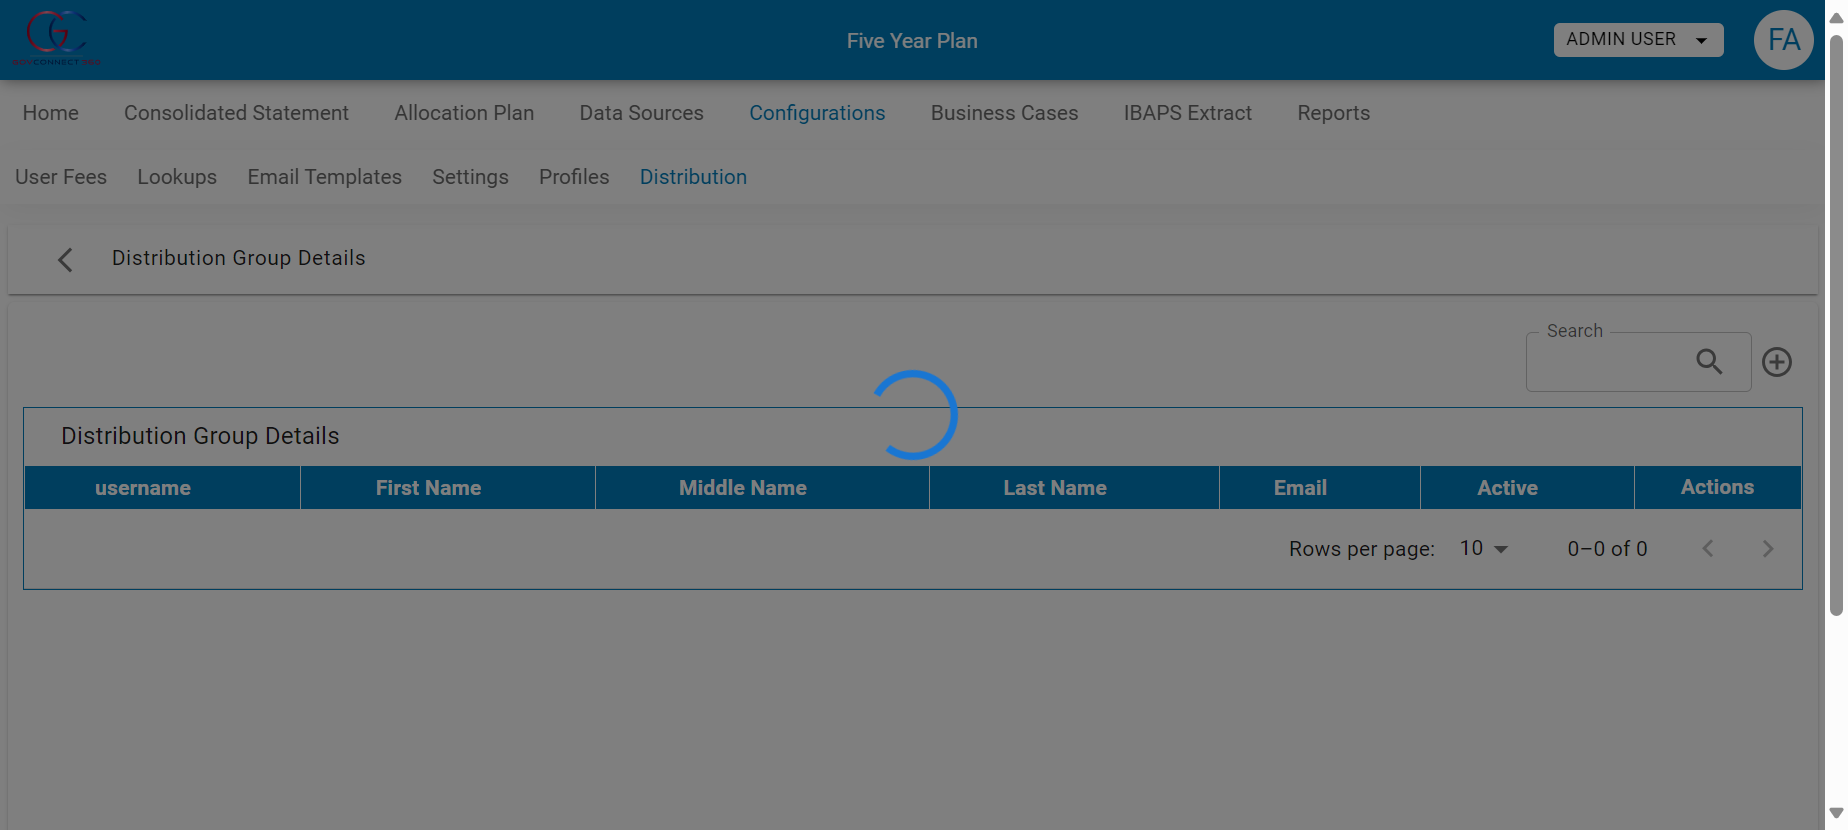 GOVCONNECT.PRO
Five Year Plan
ADMIN USER
FA
Home Consolidated Statement Allocation Plan Data Sources Configurations Business Cases IBAPS Extract Reports
User Fees Lookups Email Templates Settings Profiles Distribution
Distribution Group Details
Search
Distribution Group Details
username First Name Middle Name Last Name Email Active Actions
Rows per page: 10 0–0 of 0